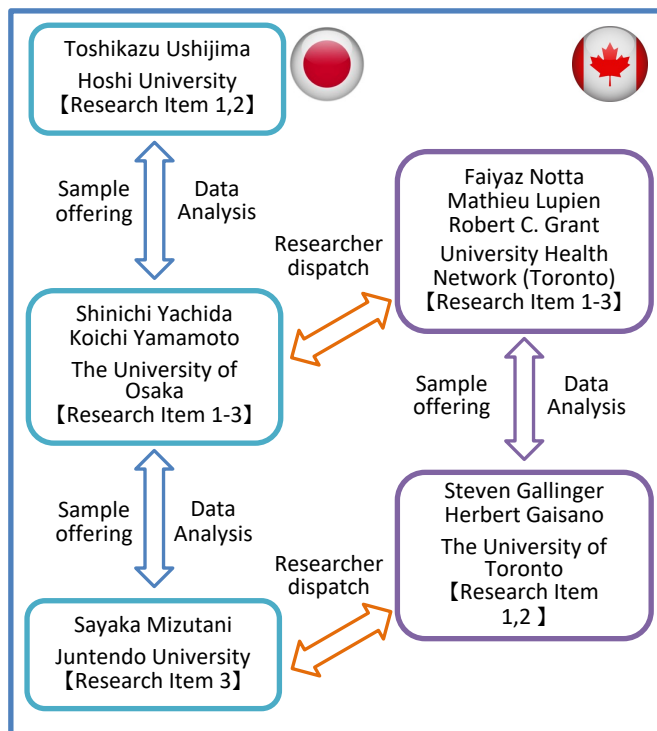 Toshikazu Ushijima
Hoshi University
【Research Item 1,2】
Sample
offering
Data
Analysis
Faiyaz Notta
Mathieu Lupien
Robert C. Grant
University Health
Network (Toronto)
【Research Item 1-3】
Researcher
dispatch
Shinichi Yachida
Koichi Yamamoto
The University of
Osaka
【Research Item 1-3】
Sample
offering
Data
Analysis
Sample
offering
Data
Analysis
Steven Gallinger
Herbert Gaisano
The University of
Toronto
【Research Item
1,2 】
Researcher
dispatch
Sayaka Mizutani
Juntendo University
【Research Item 3】